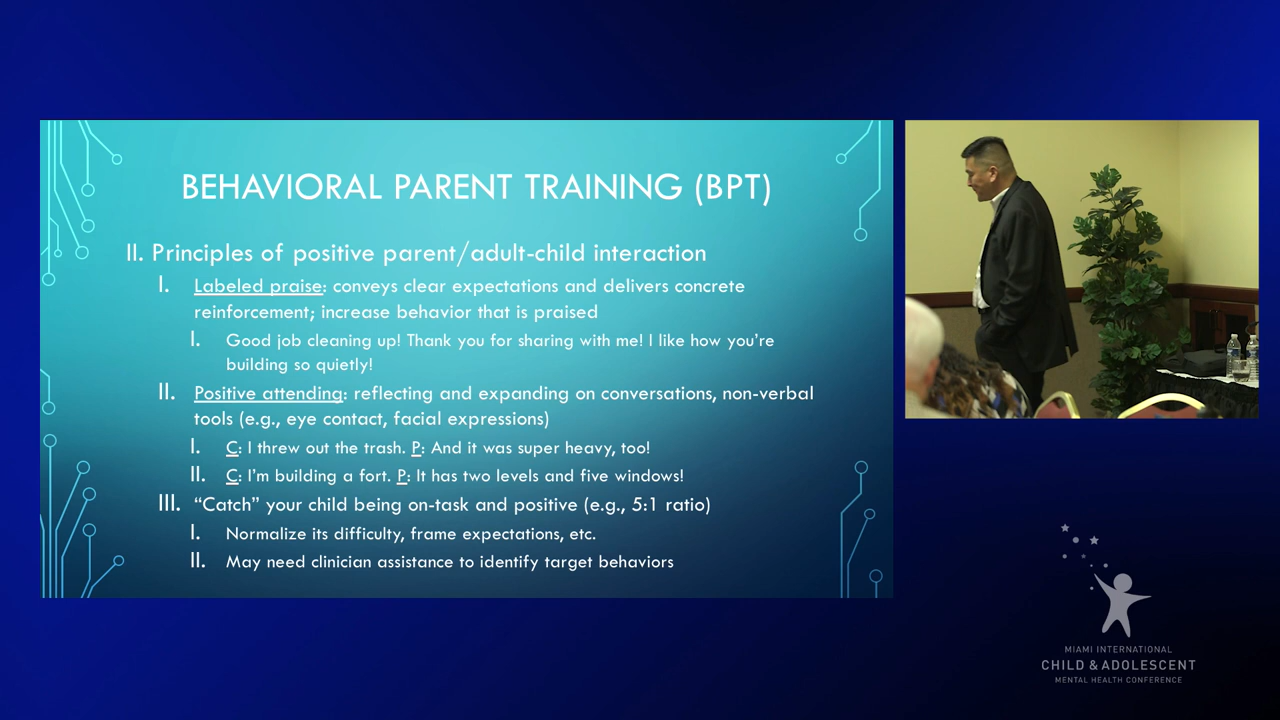 BEHAVIORAL PARENT TRAINING (BPT)
II. Principles of positive parent/adult-child interaction
I. Labeled praise: conveys clear expectations and delivers concrete
reinforcement; increase behavior that is praised
I. Good job cleaning up! Thank you for sharing with me! I like how you’re
building so quietly!
II. Positive attending: reflecting and expanding on conversations, non-verbal
tools (e.g., eye contact, facial expressions)
I. C: I threw out the trash. P: And it was super heavy, too!
II. C: I’m building a fort. P: It has two levels and five windows!
III. “Catch” your child being on-task and positive (e.g., 5:1 ratio)
I. Normalize its difficulty, frame expectations, etc.
II. May need clinician assistance to identify target behaviors
MIAMI INTERNATIONAL
CHILD & ADOLESCENT
MENTAL HEALTH CONFERENCE